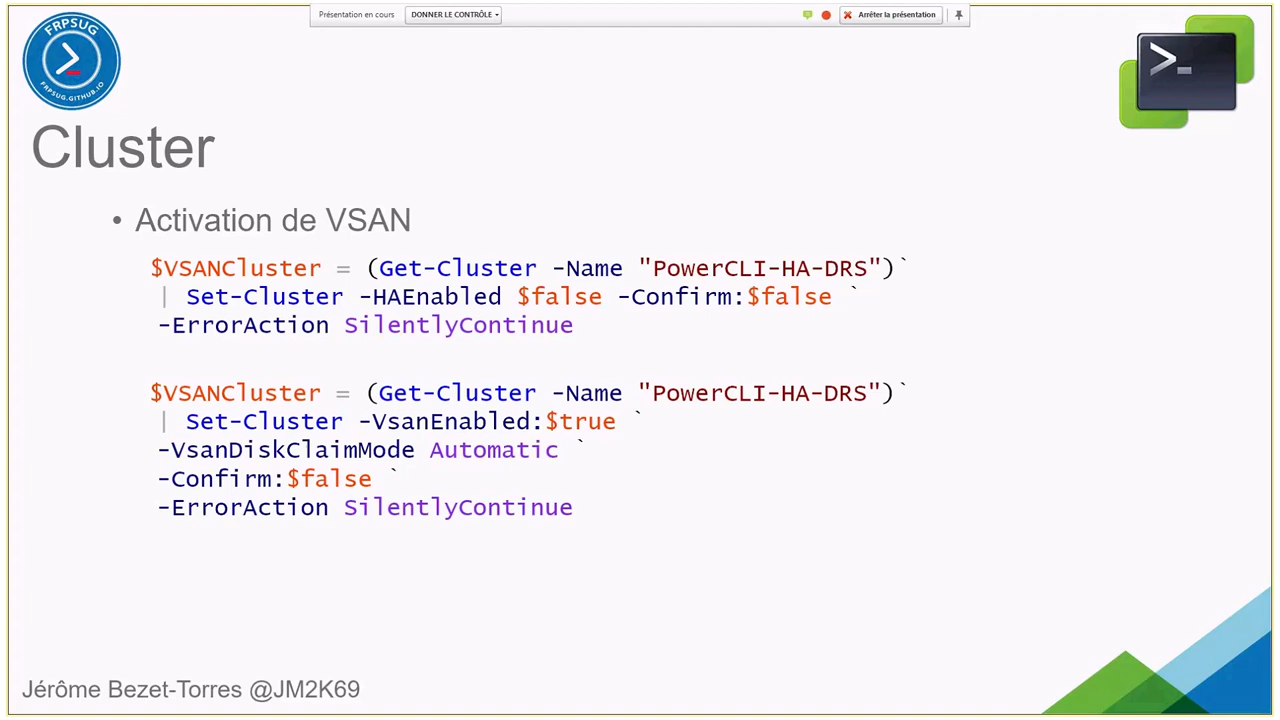 Présentation en cours
DONNER LE CONTRÔLE
Arrêter la présentation
FRPSUG
FRPSUG.GITHUB.IO
Cluster
• Activation de VSAN
$VSANCluster = (Get-Cluster -Name "PowerCLI-HA-DRS")`
| Set-Cluster -HAEnabled $false -Confirm:$false `
-ErrorAction SilentlyContinue
$VSANCluster = (Get-Cluster -Name "PowerCLI-HA-DRS")`
| Set-Cluster -VsanEnabled:$true `
-VsanDiskClaimMode Automatic `
-Confirm:$false `
-ErrorAction SilentlyContinue
Jérôme Bezet-Torres @JM2K69